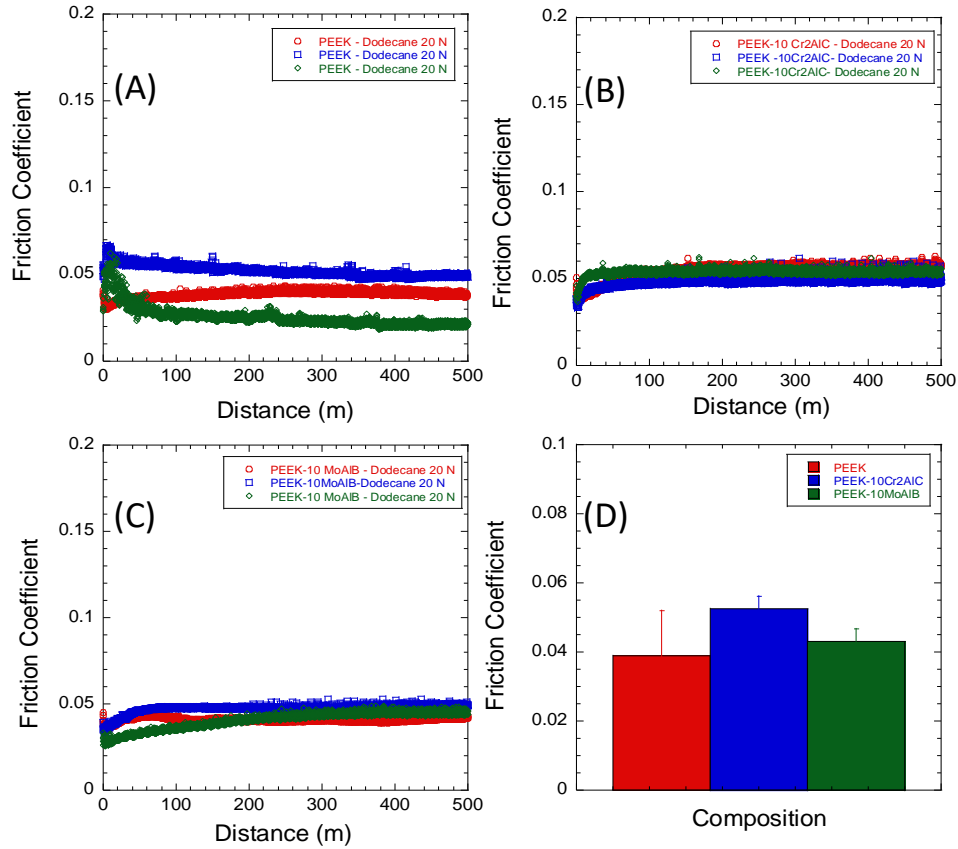 0.2
0.15
0.1
0.05
0
Friction Coefficient
(A)
PEEK - Dodecane 20 N
PEEK - Dodecane 20 N
PEEK - Dodecane 20 N
0 100 200 300 400 500
Distance (m)
0.2
0.15
0.1
0.05
0
Friction Coefficient
(B)
PEEK-10 Cr2AlC - Dodecane 20 N
PEEK -10Cr2AlC- Dodecane 20 N
PEEK-10Cr2AlC- Dodecane 20 N
0 100 200 300 400 500
Distance (m)
0.2
0.15
0.1
0.05
0
Friction Coefficient
(C)
PEEK-10 MoAlB - Dodecane 20 N
PEEK-10MoAlB-Dodecane 20 N
PEEK-10 MoAlB - Dodecane 20 N
0 100 200 300 400 500
Distance (m)
0.1
0.08
0.06
0.04
0.02
0
Friction Coefficient
(D)
PEEK
PEEK-10Cr2AlC
PEEK-10MoAlB
Composition